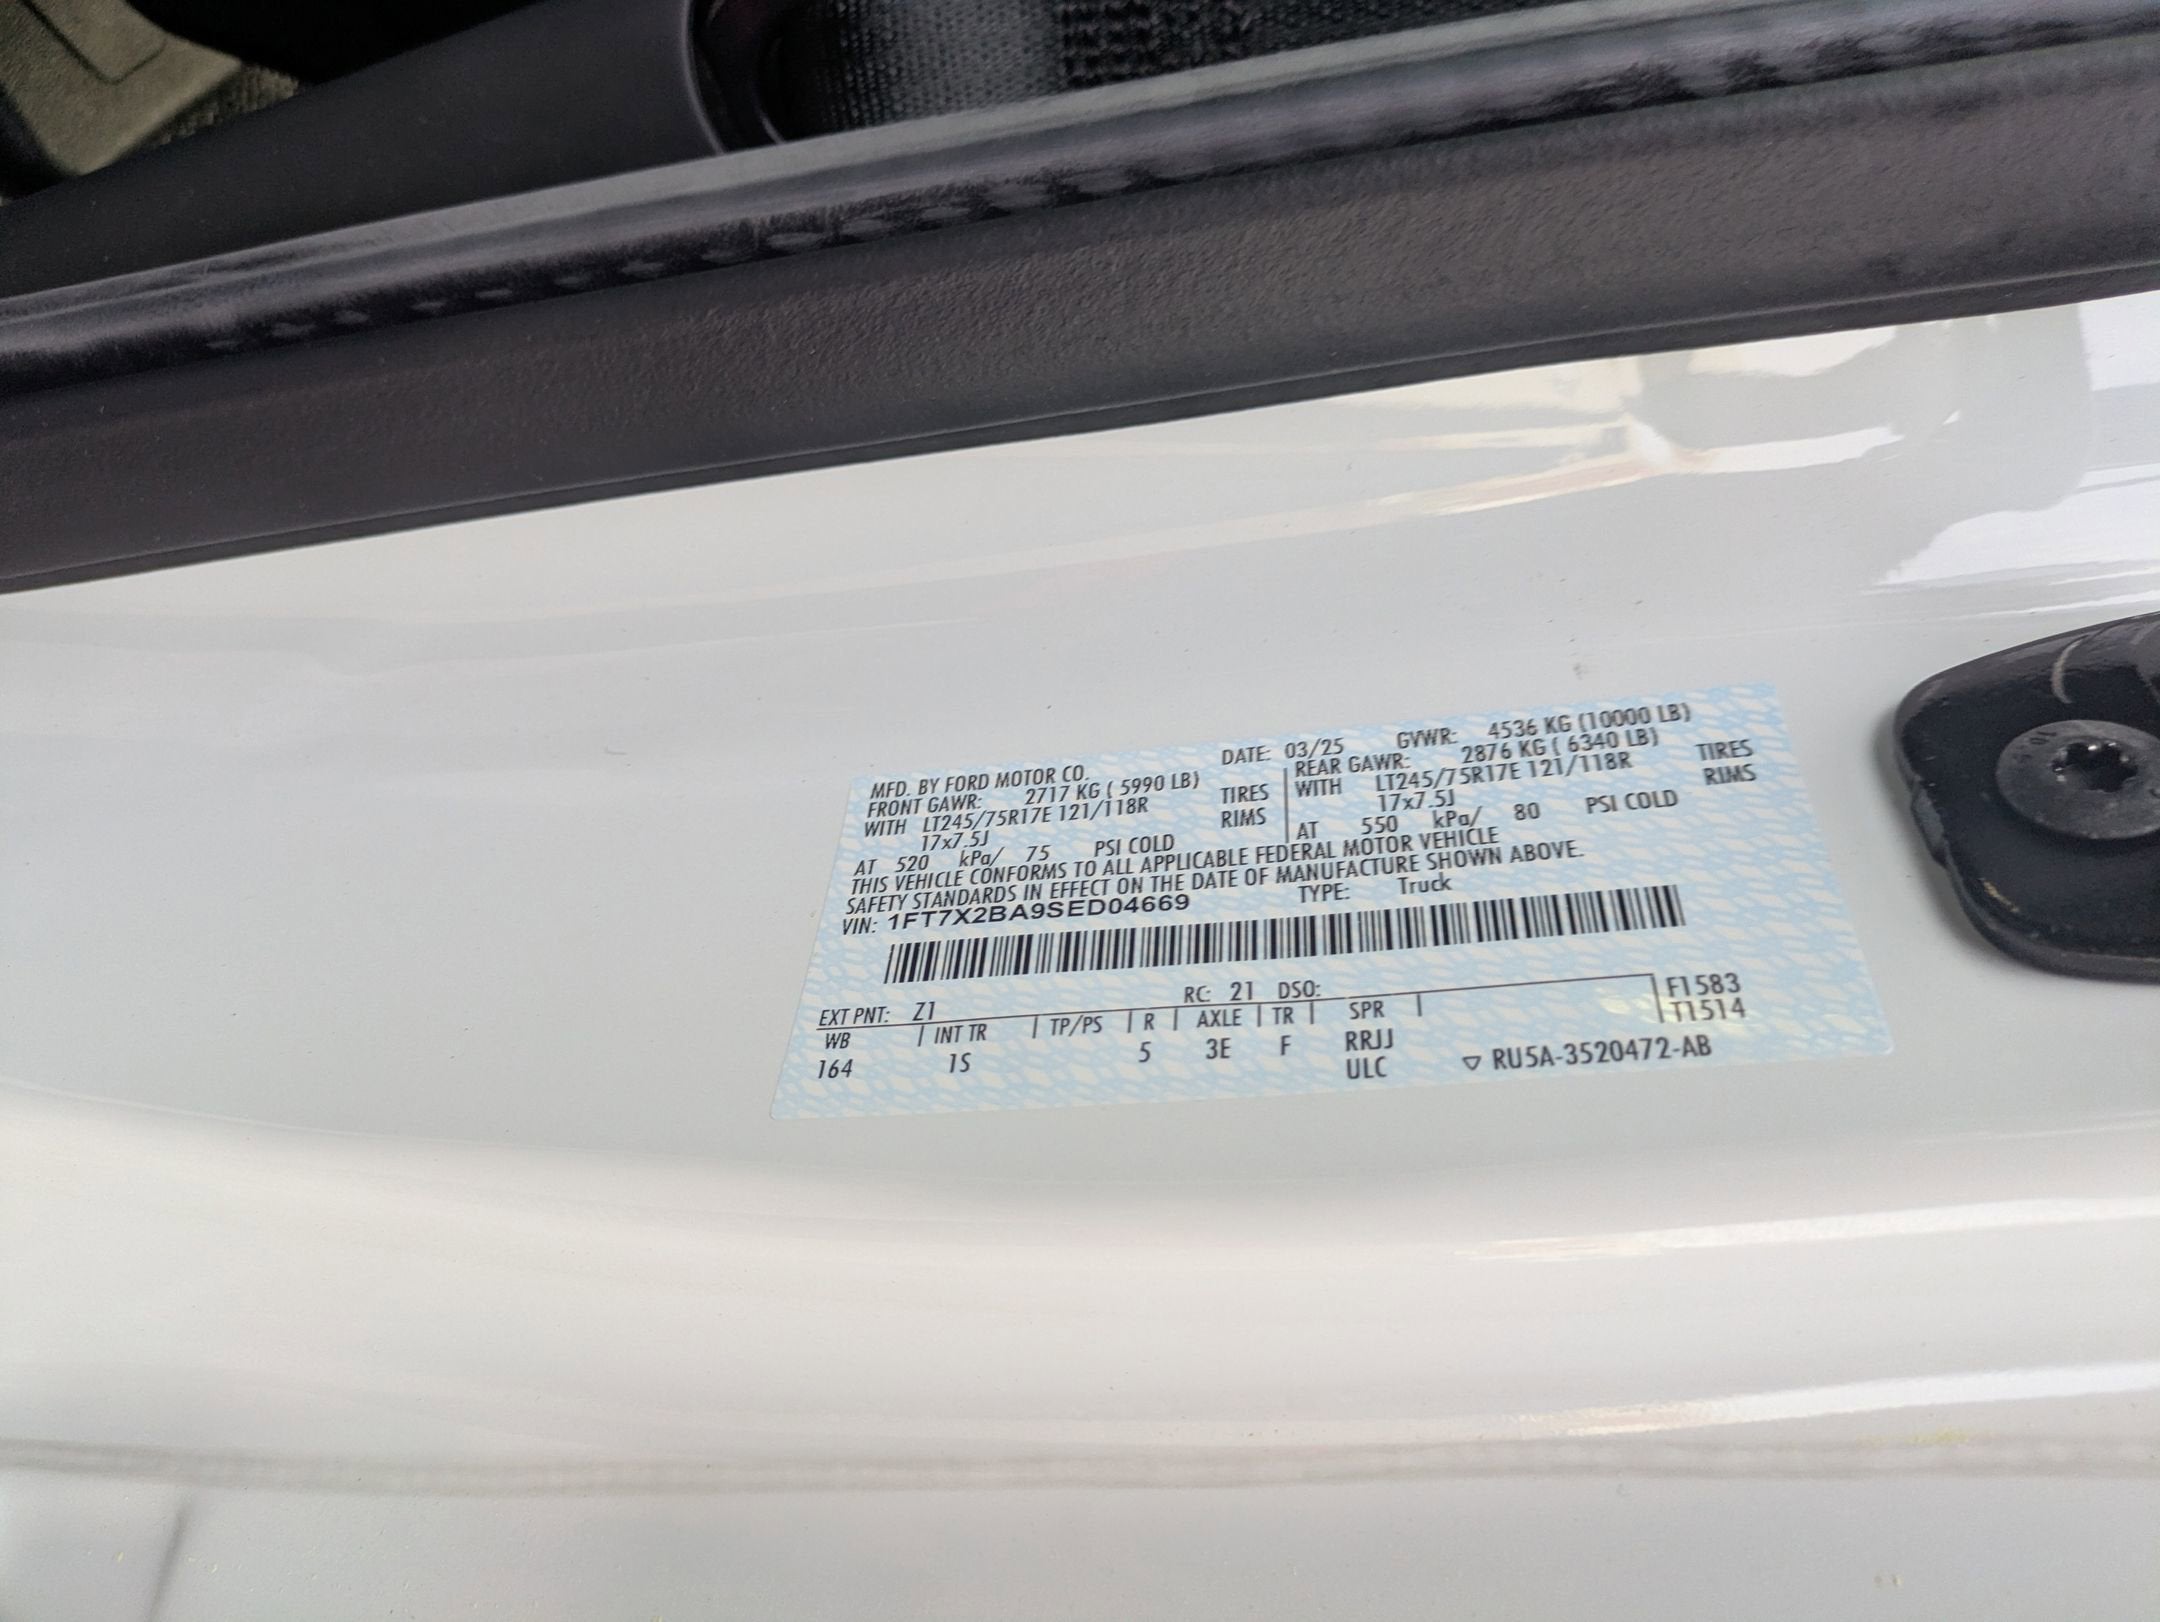 MFD. BY FORD MOTOR CO. DATE: 03/25 GVWR: 4536 KG (10000 LB)
FRONT GAWR: 2717 KG ( 5990 LB) REAR GAWR: 2876 KG ( 6340 LB)
WITH LT245/75R17E 121/118R TIRES WITH LT245/75R17E 121/118R TIRES
17x7.5J RIMS 17x7.5J RIMS
AT 520 kPa/ 75 PSI COLD AT 550 kPa/ 80 PSI COLD
THIS VEHICLE CONFORMS TO ALL APPLICABLE FEDERAL MOTOR VEHICLE
SAFETY STANDARDS IN EFFECT ON THE DATE OF MANUFACTURE SHOWN ABOVE.
VIN: 1FT7X2BA9SED04669 TYPE: Truck
EXT PNT: Z1 RC: 21 DSO: F1583
WB | INT TR | TP/PS | R | AXLE | TR | SPR | T1514
164 1S 5 3E F RRJJ
ULC ▽ RU5A-3520472-AB